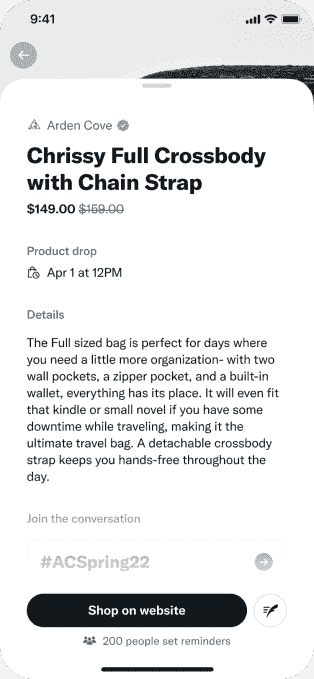 9:41
Arden Cove
Chrissy Full Crossbody
with Chain Strap
$149.00 $159.00
Product drop
Apr 1 at 12PM
Details
The Full sized bag is perfect for days where
you need a little more organization- with two
wall pockets, a zipper pocket, and a built-in
wallet, everything has its place. It will even fit
that kindle or small novel if you have some
downtime while traveling, making it the
ultimate travel bag. A detachable crossbody
strap keeps you hands-free throughout the
day.
Join the conversation
#ACSpring22
Shop on website
200 people set reminders